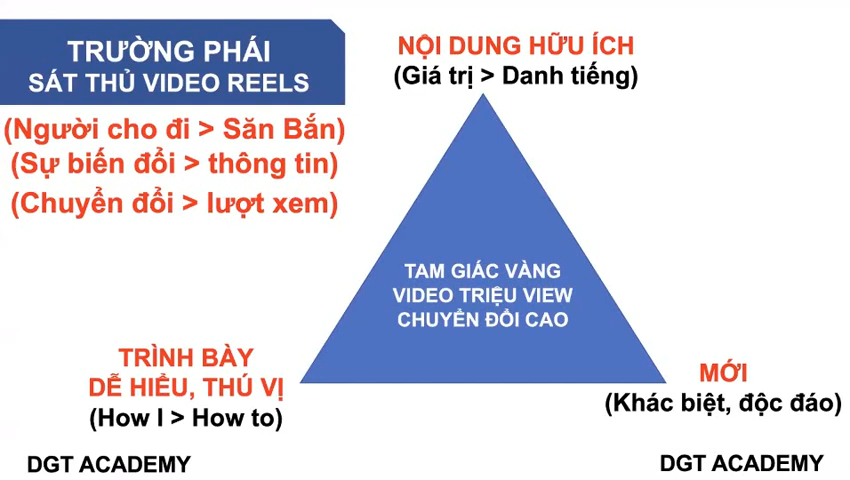 TRƯỜNG PHÁI
SÁT THỦ VIDEO REELS
(Người cho đi > Săn Bắn)
(Sự biến đổi > thông tin)
(Chuyển đổi > lượt xem)
NỘI DUNG HỮU ÍCH
(Giá trị > Danh tiếng)
TAM GIÁC VÀNG
VIDEO TRIỆU VIEW
CHUYỂN ĐỔI CAO
TRÌNH BÀY
DỄ HIỂU, THÚ VỊ
(How I > How to)
MỚI
(Khác biệt, độc đáo)
DGT ACADEMY
DGT ACADEMY